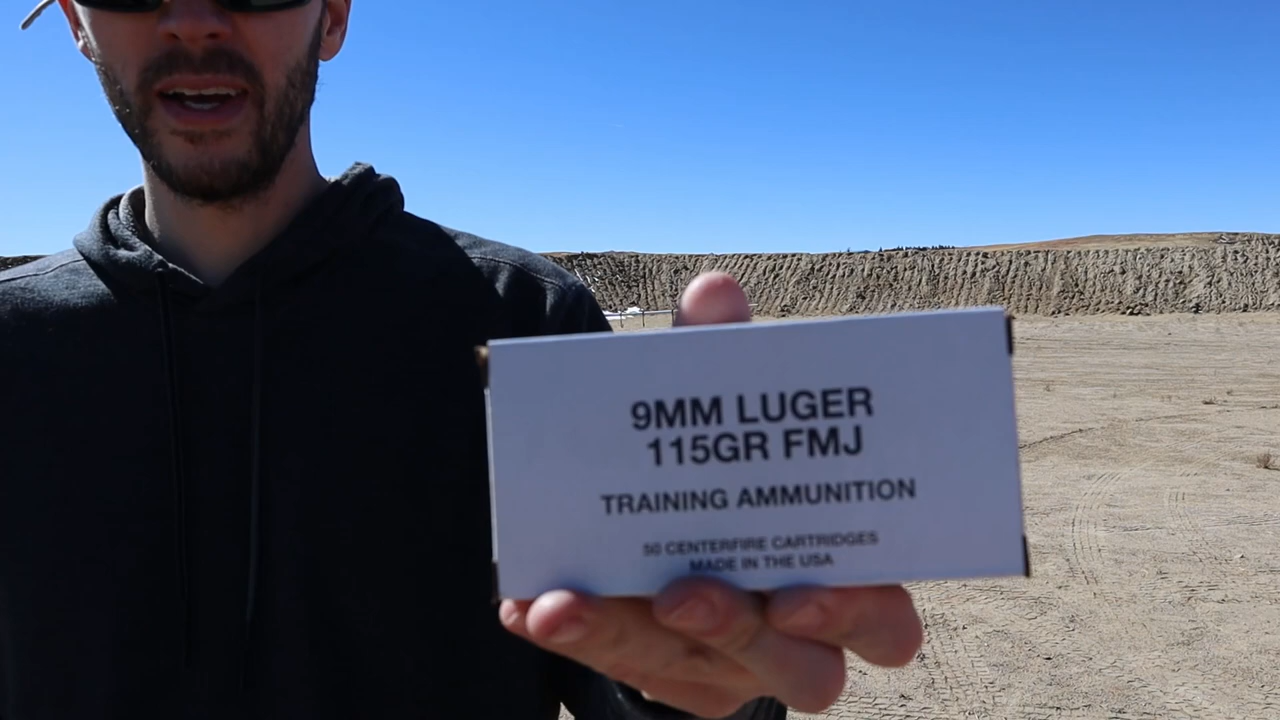 9MM LUGER
115GR FMJ
TRAINING AMMUNITION
50 CENTERFIRE CARTRIDGES
MADE IN THE USA